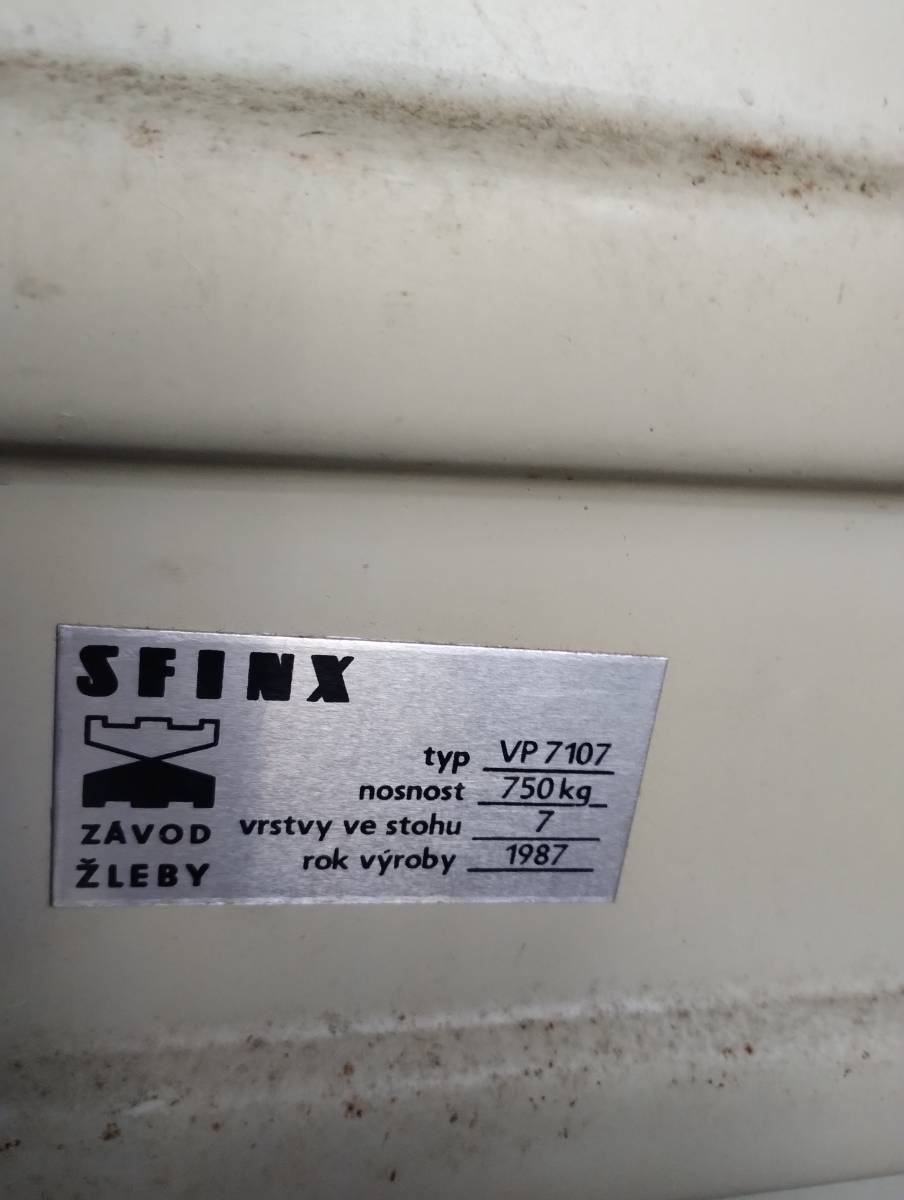 SFINX
typ VP 7107
nosnost 750 kg
vrstvy ve stohu 7
rok výroby 1987
ZÁVOD
ŽLEBY